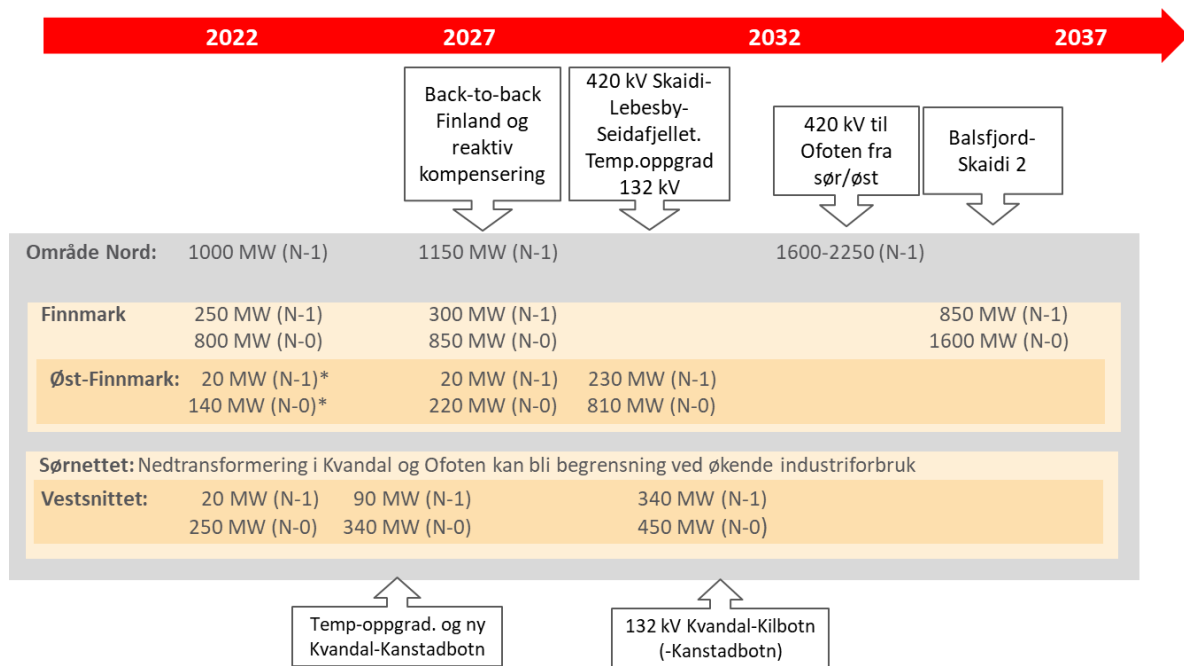 2022 2027 2032 2037
Back-to-back
Finland og
reaktiv
kompensering
420 kV Skaidi-
Lebesby-
Seidafjellet.
Temp.oppgrad
132 kV
420 kV til
Ofoten fra
sør/øst
Balsfjord-
Skaidi 2
Område Nord: 1000 MW (N-1) 1150 MW (N-1) 1600-2250 (N-1)
Finnmark 250 MW (N-1) 300 MW (N-1) 850 MW (N-1)
800 MW (N-0) 850 MW (N-0) 1600 MW (N-0)
Øst-Finnmark: 20 MW (N-1)* 20 MW (N-1) 230 MW (N-1)
140 MW (N-0)* 220 MW (N-0) 810 MW (N-0)
Sørnettet: Nedtransformering i Kvandal og Ofoten kan bli begrensning ved økende industriforbruk
Vestsnittet: 20 MW (N-1) 90 MW (N-1) 340 MW (N-1)
250 MW (N-0) 340 MW (N-0) 450 MW (N-0)
Temp-oppgrad. og ny
Kvandal-Kanstadbotn
132 kV Kvandal-Kilbotn
(-Kanstadbotn)